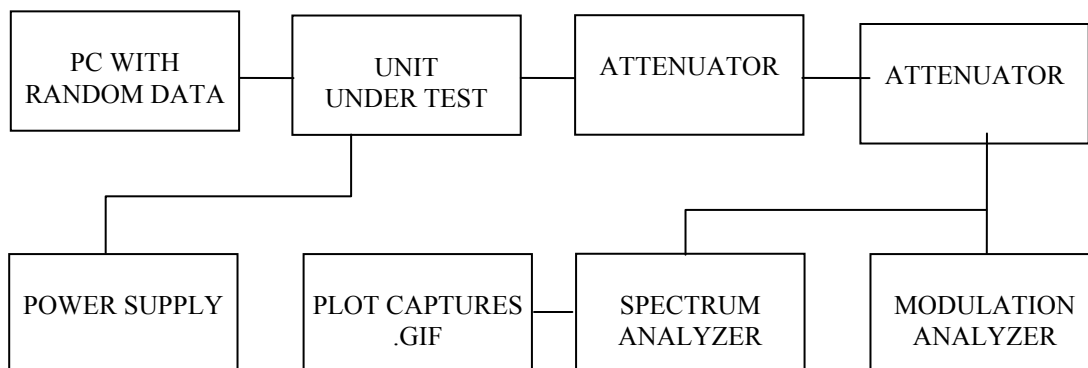 PC WITH
RANDOM DATA
UNIT
UNDER TEST
ATTENUATOR
ATTENUATOR
POWER SUPPLY
PLOT CAPTURES
.GIF
SPECTRUM
ANALYZER
MODULATION
ANALYZER